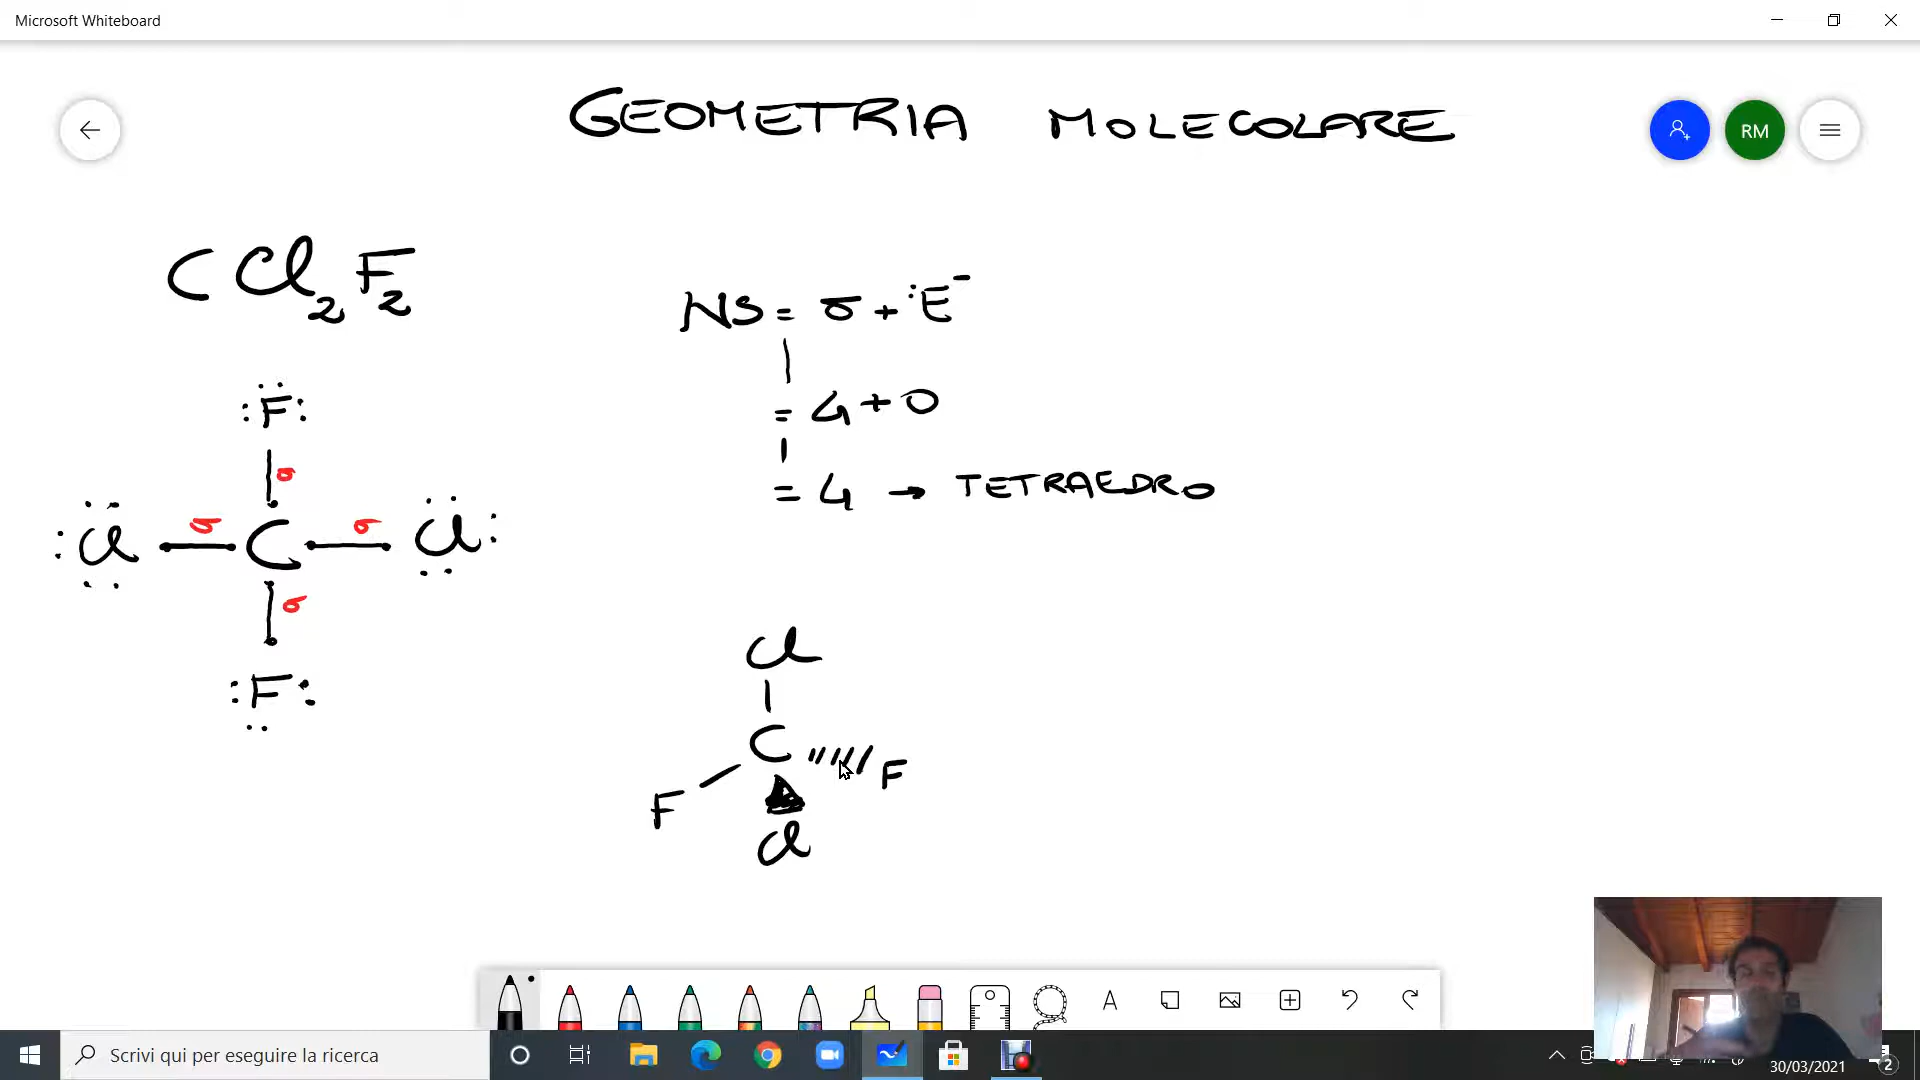 Microsoft Whiteboard
GEOMETRIA MOLECOLARE
RM
CCl2F2
NS = σ + :E-
= 4 + 0
= 4 → TETRAEDRO
:F:
σ
:Cl σ C σ Cl:
σ
:F:
Cl
C
F F
Cl
A
Scrivi qui per eseguire la ricerca
30/03/2021
2